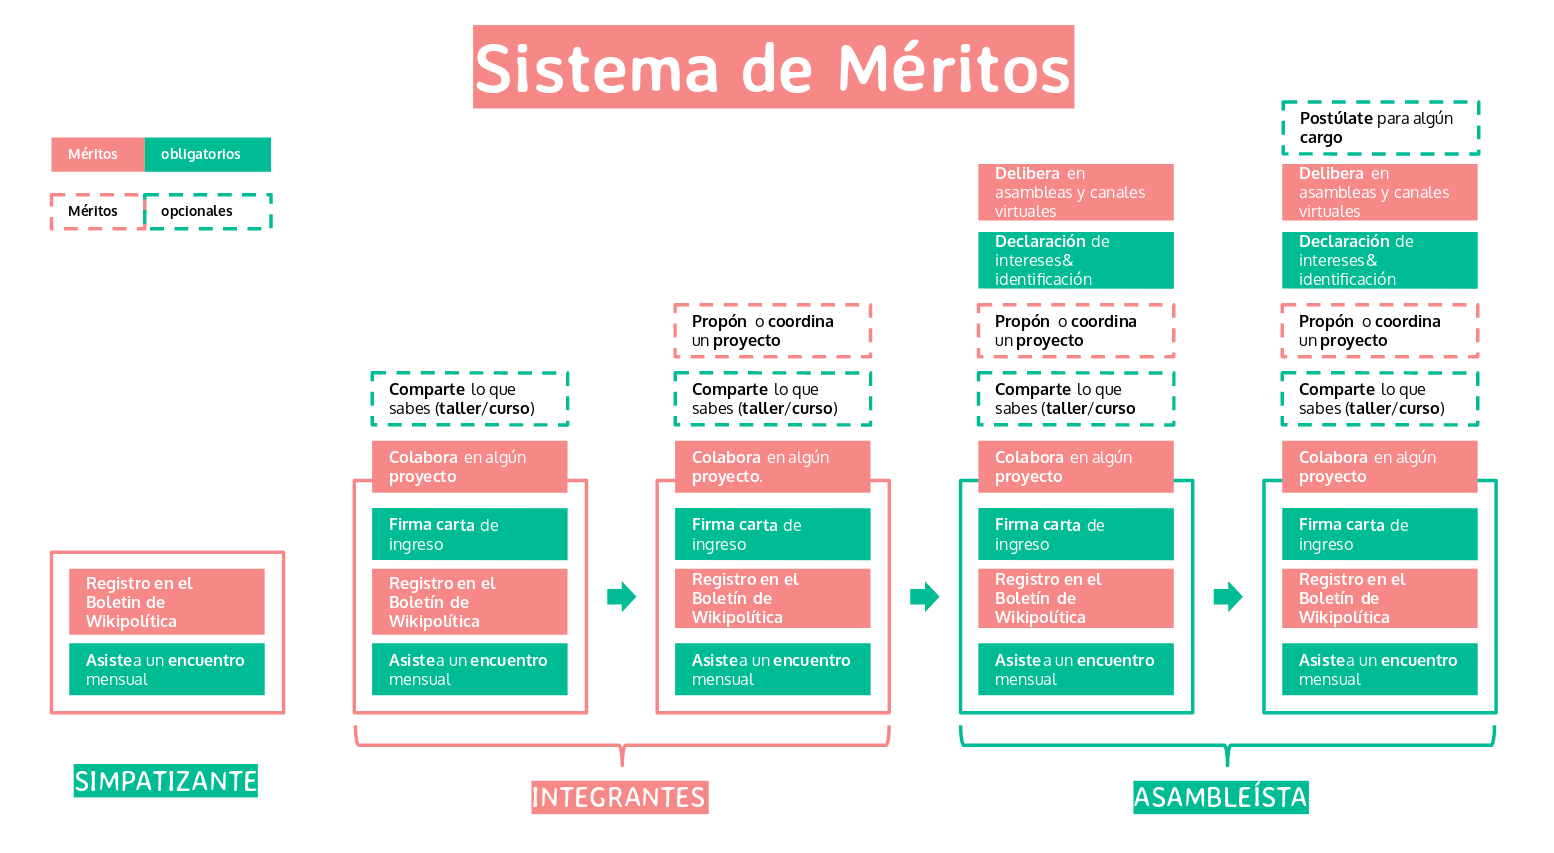 Sistema de Méritos
Méritos obligatorios
Méritos opcionales
Registro en el
Boletin de
Wikipolítica
Asiste a un encuentro
mensual
SIMPATIZANTE
Comparte lo que
sabes (taller/curso)
Colabora en algún
proyecto
Firma carta de
ingreso
Registro en el
Boletín de
Wikipolítica
Asiste a un encuentro
mensual
Propón o coordina
un proyecto
Comparte lo que
sabes (taller/curso)
Colabora en algún
proyecto.
Firma carta de
ingreso
Registro en el
Boletín de
Wikipolítica
Asiste a un encuentro
mensual
INTEGRANTES
Delibera en
asambleas y canales
virtuales
Declaración de
intereses&
identificación
Propón o coordina
un proyecto
Comparte lo que
sabes (taller/curso
Colabora en algún
proyecto
Firma carta de
ingreso
Registro en el
Boletín de
Wikipolítica
Asiste a un encuentro
mensual
Postúlate para algún
cargo
Delibera en
asambleas y canales
virtuales
Declaración de
intereses&
identificación
Propón o coordina
un proyecto
Comparte lo que
sabes (taller/curso)
Colabora en algún
proyecto
Firma carta de
ingreso
Registro en el
Boletín de
Wikipolítica
Asiste a un encuentro
mensual
ASAMBLEÍSTA